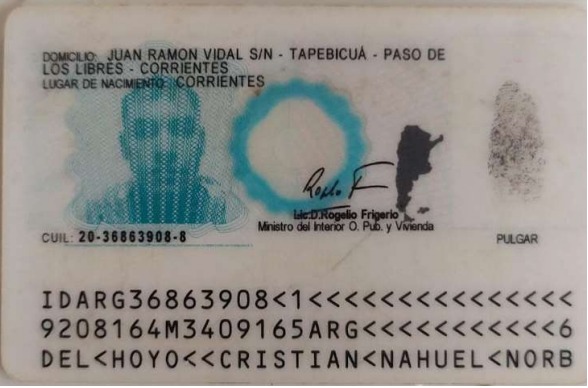 DOMICILIO: JUAN RAMON VIDAL S/N - TAPEBICUÁ - PASO DE
LOS LIBRES - CORRIENTES
LUGAR DE NACIMIENTO: CORRIENTES
Lic.D.Rogelio Frigerio
Ministro del Interior O. Pub. y Vivienda
CUIL: 20-36863908-8
PULGAR
IDARG36863908<1<<<<<<<<<<<<<<<
9208164M3409165ARG<<<<<<<<<<<6
DEL<HOYO<<CRISTIAN<NAHUEL<NORB